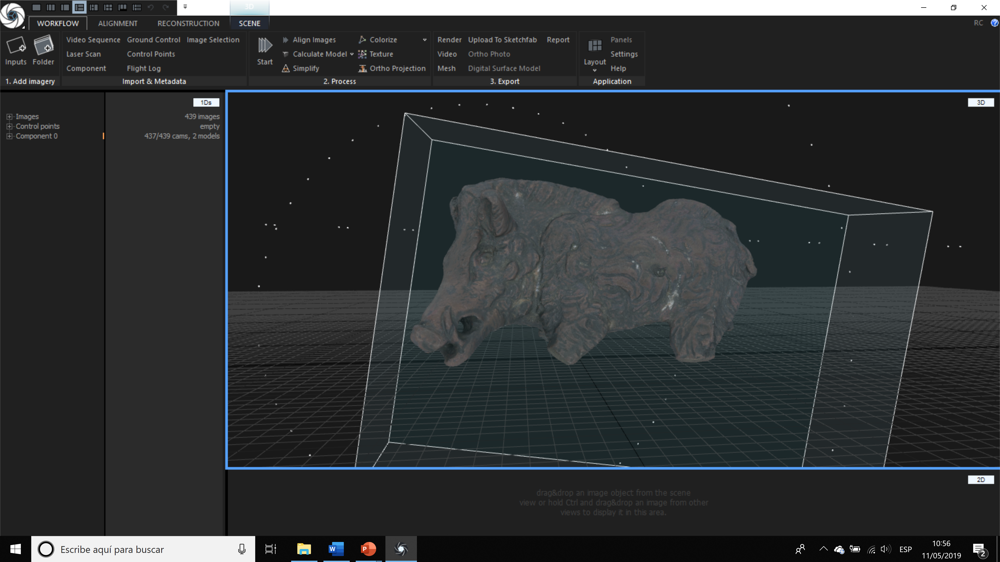 3D
WORKFLOW ALIGNMENT RECONSTRUCTION SCENE RC ?
Video Sequence Ground Control Image Selection
Laser Scan Control Points
Component Flight Log
Inputs Folder
1. Add imagery Import & Metadata
Start
Align Images Colorize
Calculate Model Texture
Simplify Ortho Projection
2. Process
Render Upload To Sketchfab Report
Video Ortho Photo
Mesh Digital Surface Model
3. Export
Layout
Panels
Settings
Help
Application
1Ds
Images 439 images
Control points empty
Component 0 437/439 cams, 2 models
3D
2D
drag&drop an image object from the scene
view or hold Ctrl and drag&drop an image from other
views to display it in this area.
Escribe aquí para buscar
W
P
ESP
10:56
11/05/2019
2